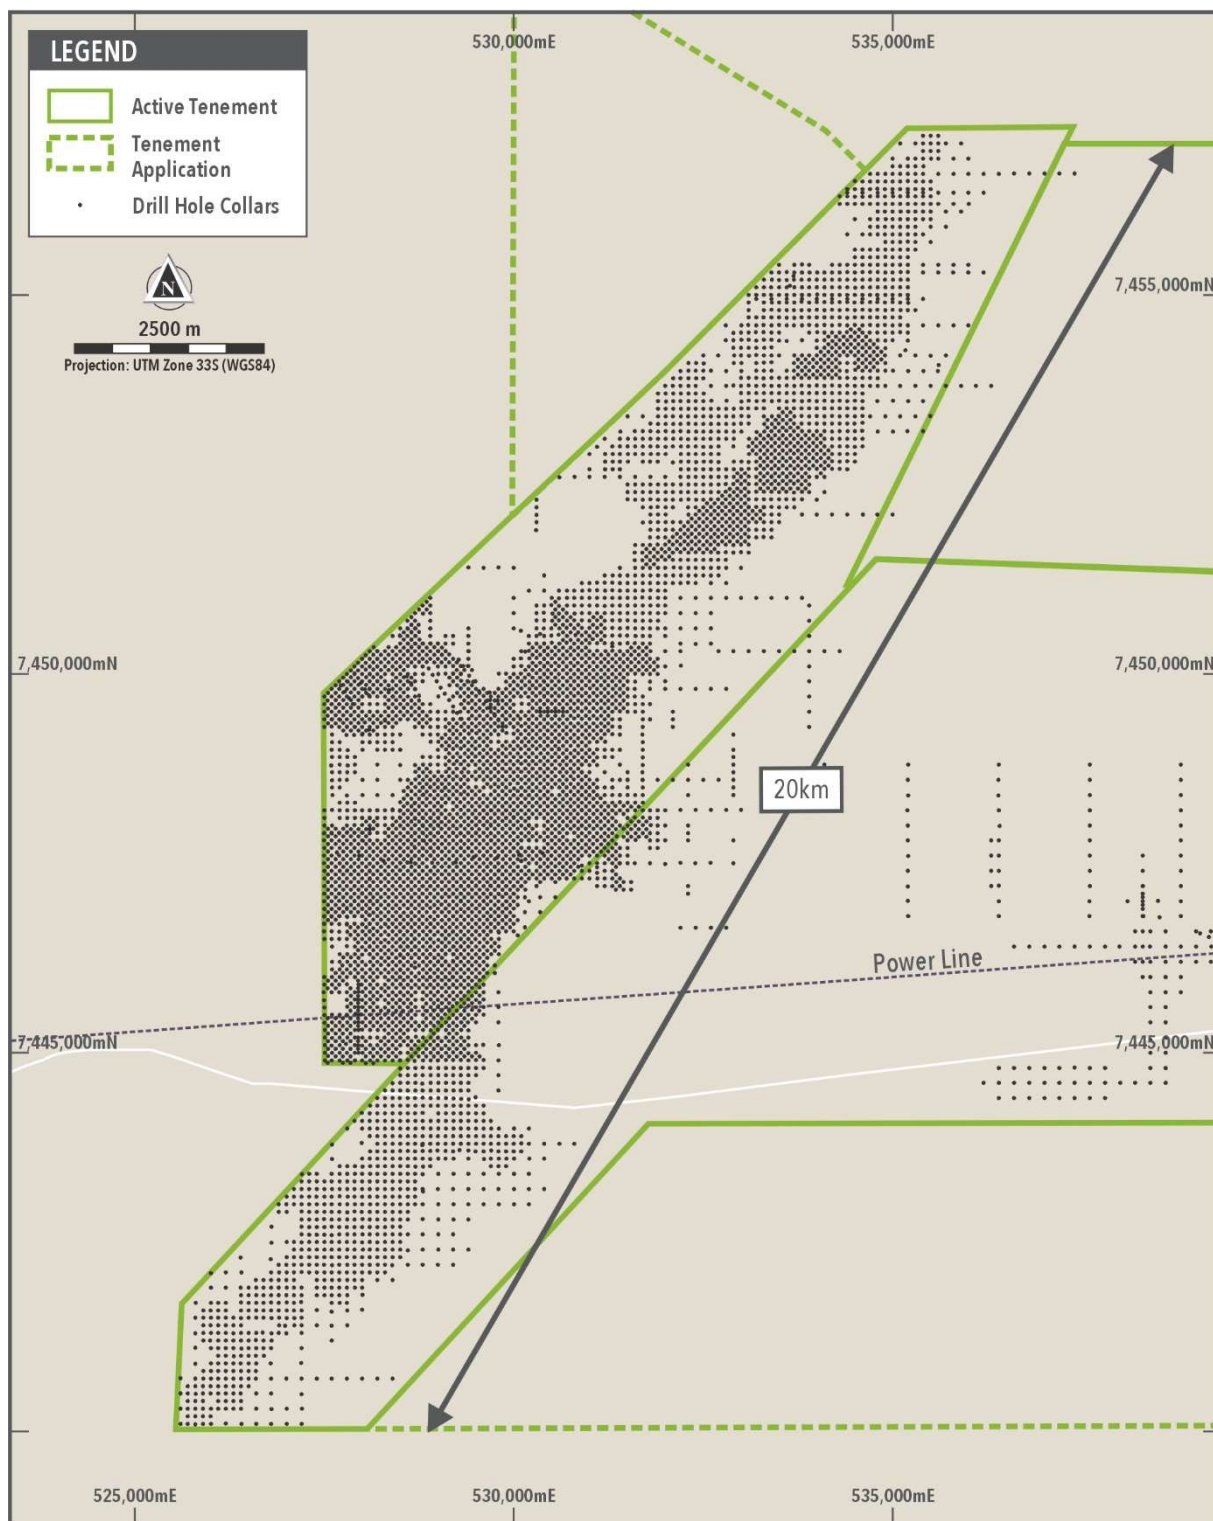 530,000mE
535,000mE
LEGEND
Active Tenement
Tenement
Application
Drill Hole Collars
N
2500 m
Projection: UTM Zone 33S (WGS84)
7,455,000mN
7,450,000mN
7,450,000mN
20km
Power Line
7,445,000mN
7,445,000mN
525,000mE
530,000mE
535,000mE